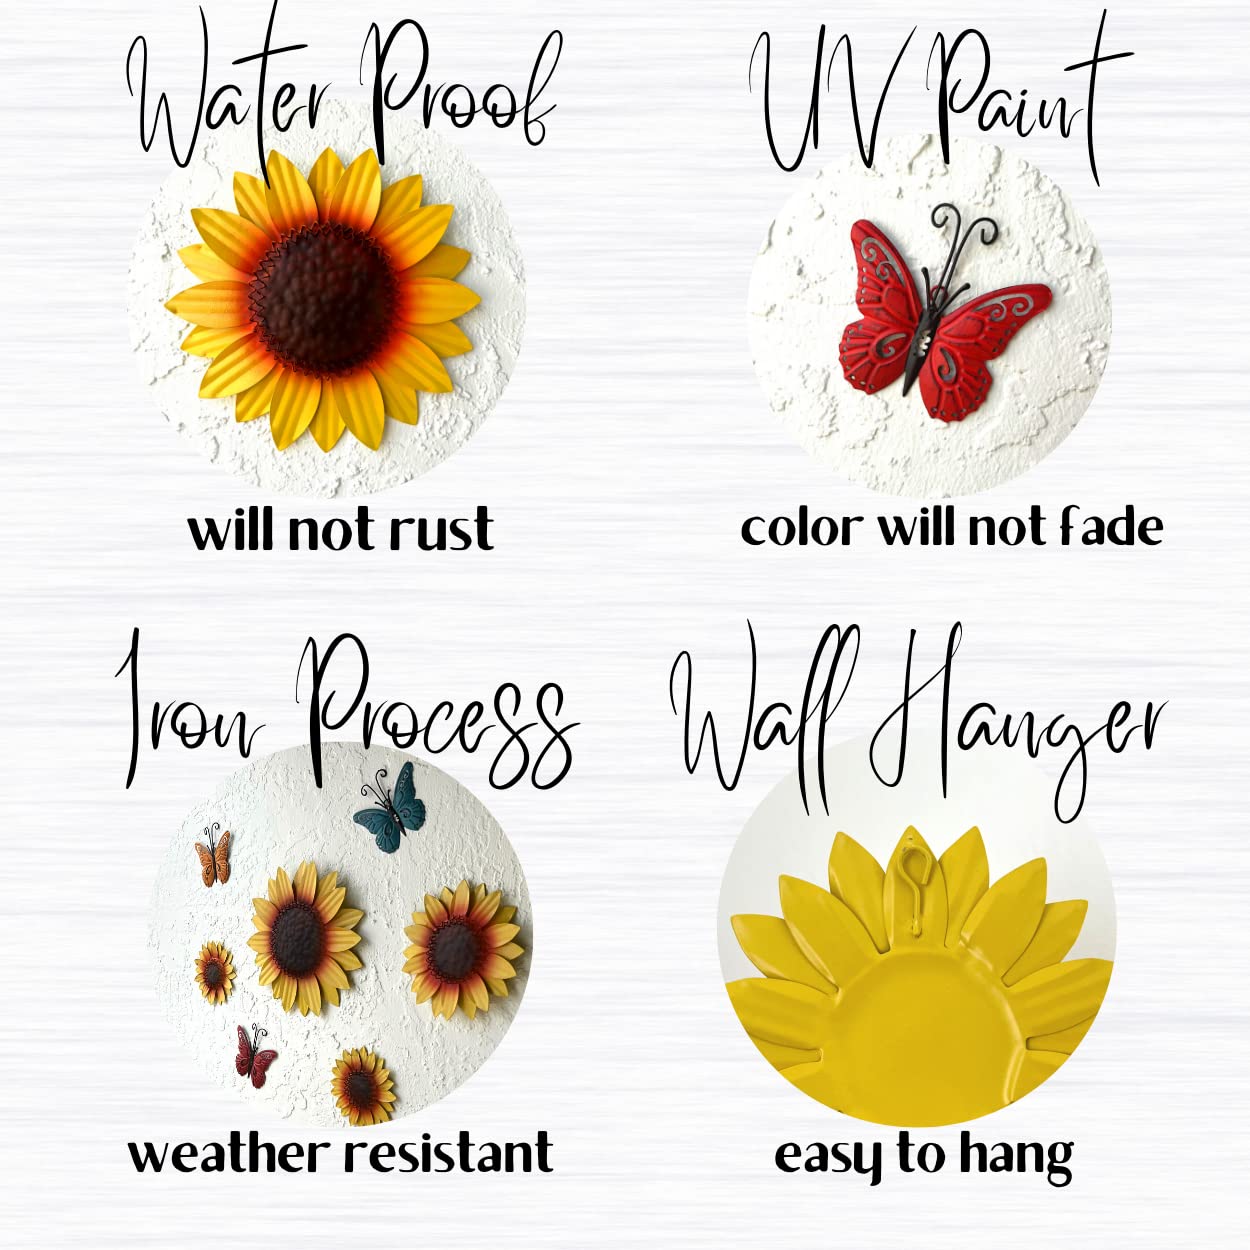 Water Proof
will not rust
UV Paint
color will not fade
Iron Process
weather resistant
Wall Hanger
easy to hang